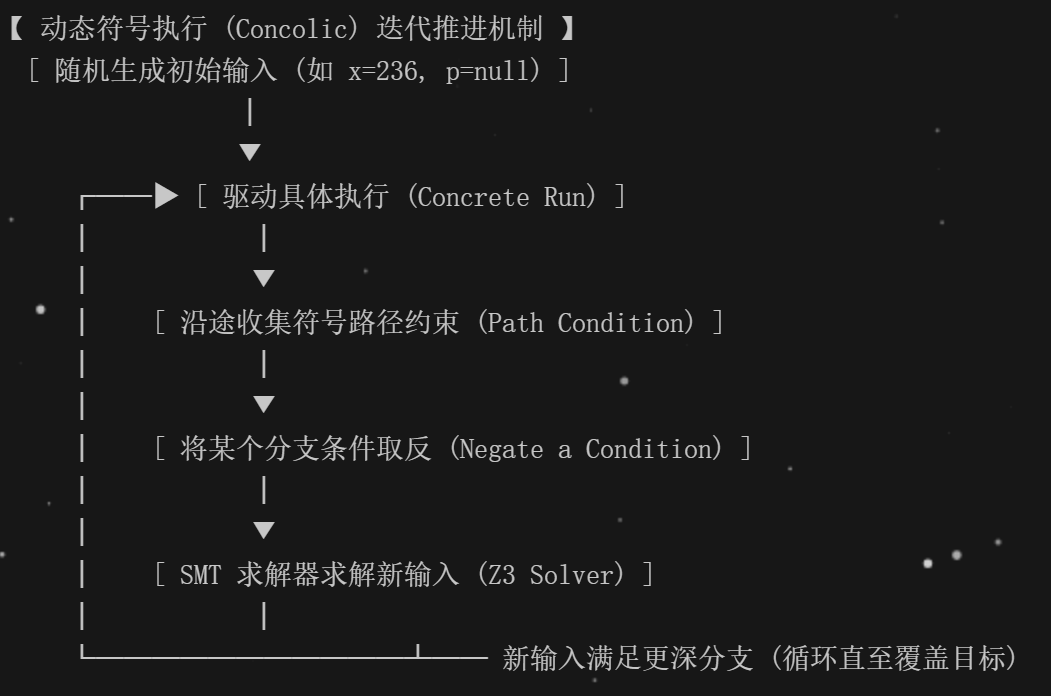 【 动态符号执行 (Concolic) 迭代推进机制 】
[ 随机生成初始输入 (如 x=236, p=null) ]
[ 驱动具体执行 (Concrete Run) ]
[ 沿途收集符号路径约束 (Path Condition) ]
[ 将某个分支条件取反 (Negate a Condition) ]
[ SMT 求解器求解新输入 (Z3 Solver) ]
新输入满足更深分支 (循环直至覆盖目标)